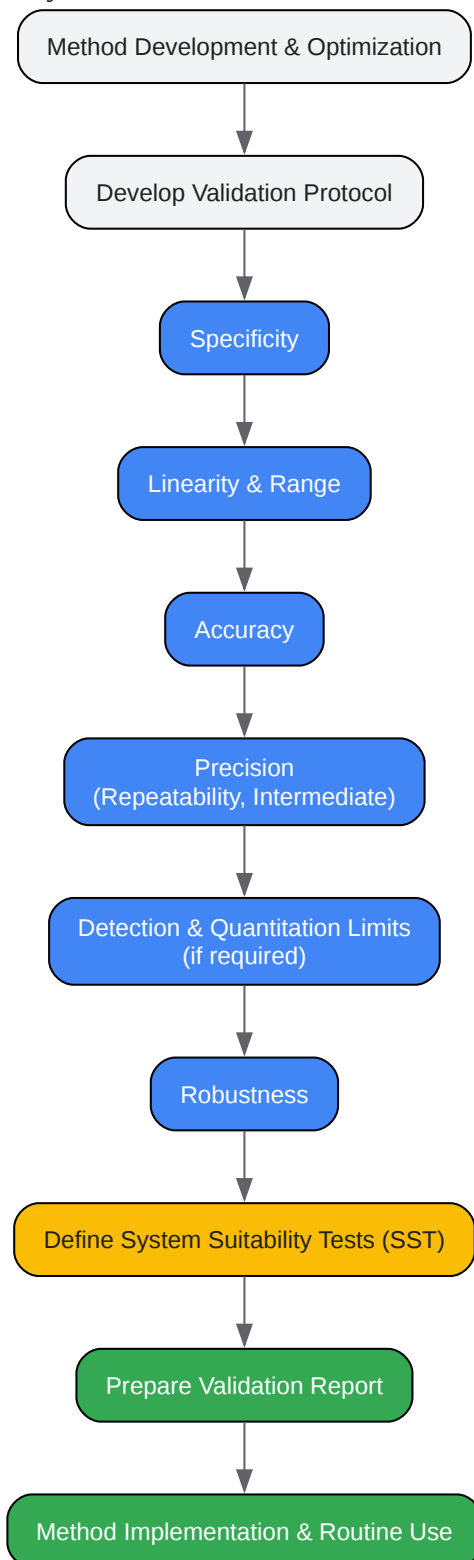 Method Development & Optimization
Develop Validation Protocol
Specificity
Linearity & Range
Accuracy
Precision
(Repeatability, Intermediate)
Detection & Quantitation Limits
(if required)
Robustness
Define System Suitability Tests (SST)
Prepare Validation Report
Method Implementation & Routine Use